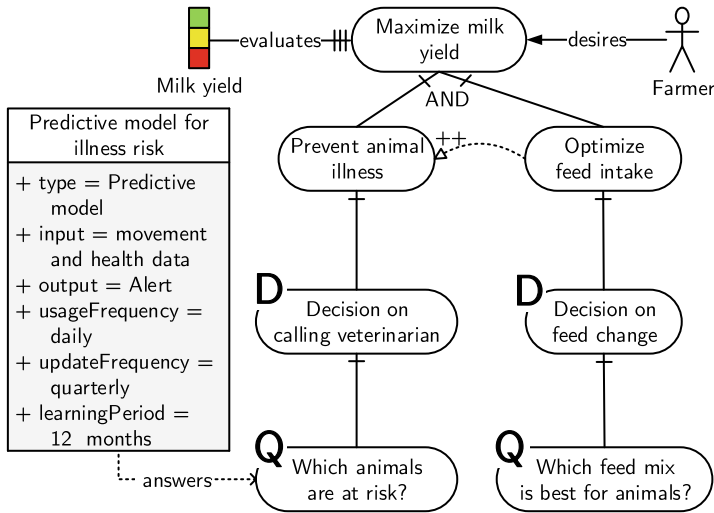 Maximize milk
yield
evaluates
desires
Milk yield
Farmer
AND
Predictive model for
illness risk
+ type = Predictive
model
+ input = movement
and health data
+ output = Alert
+ usageFrequency =
daily
+ updateFrequency =
quarterly
+ learningPeriod =
12 months
Prevent animal
illness
++
Optimize
feed intake
D
Decision on
calling veterinarian
D
Decision on
feed change
Q
Which animals
are at risk?
Q
Which feed mix
is best for animals?
answers